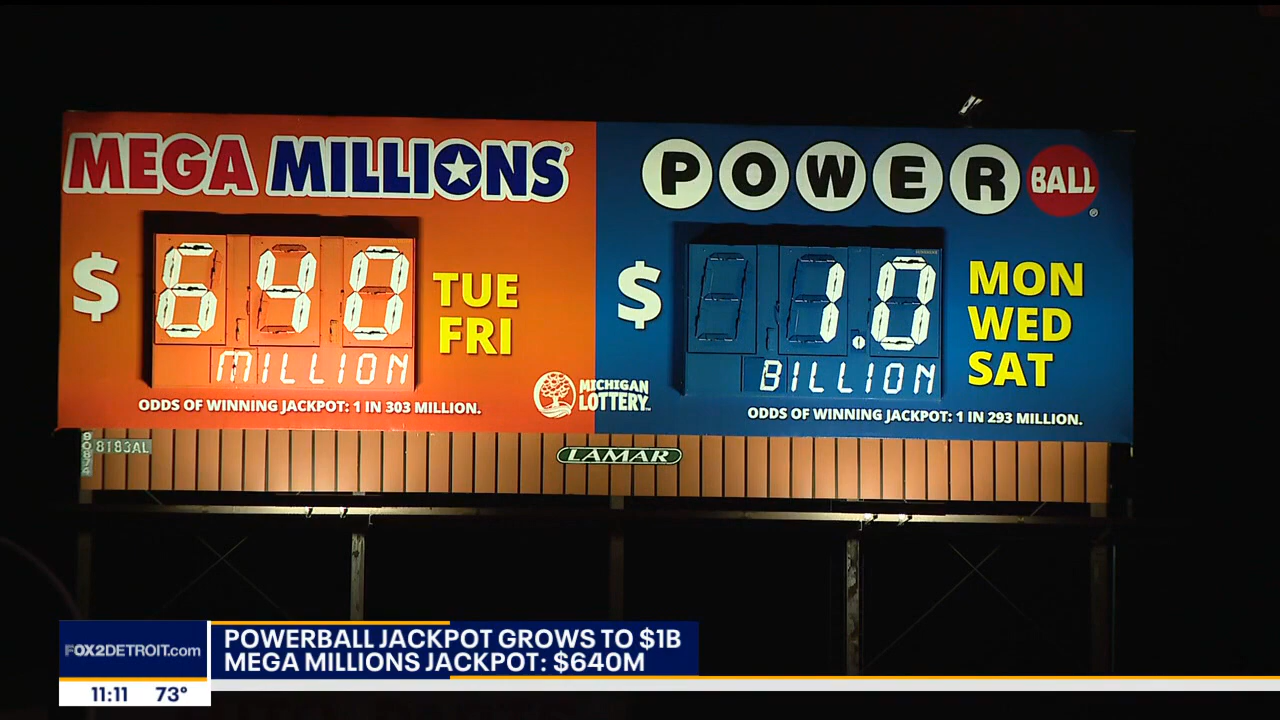 MEGA MILLIONS®
$ 640
MILLION
TUE
FRI
ODDS OF WINNING JACKPOT: 1 IN 303 MILLION.
MICHIGAN
LOTTERY™
POWERBALL®
$ 1.0
BILLION
MON
WED
SAT
ODDS OF WINNING JACKPOT: 1 IN 293 MILLION.
90874
8183AL
LAMAR
FOX2DETROIT.com
POWERBALL JACKPOT GROWS TO $1B
MEGA MILLIONS JACKPOT: $640M
11:11 73°